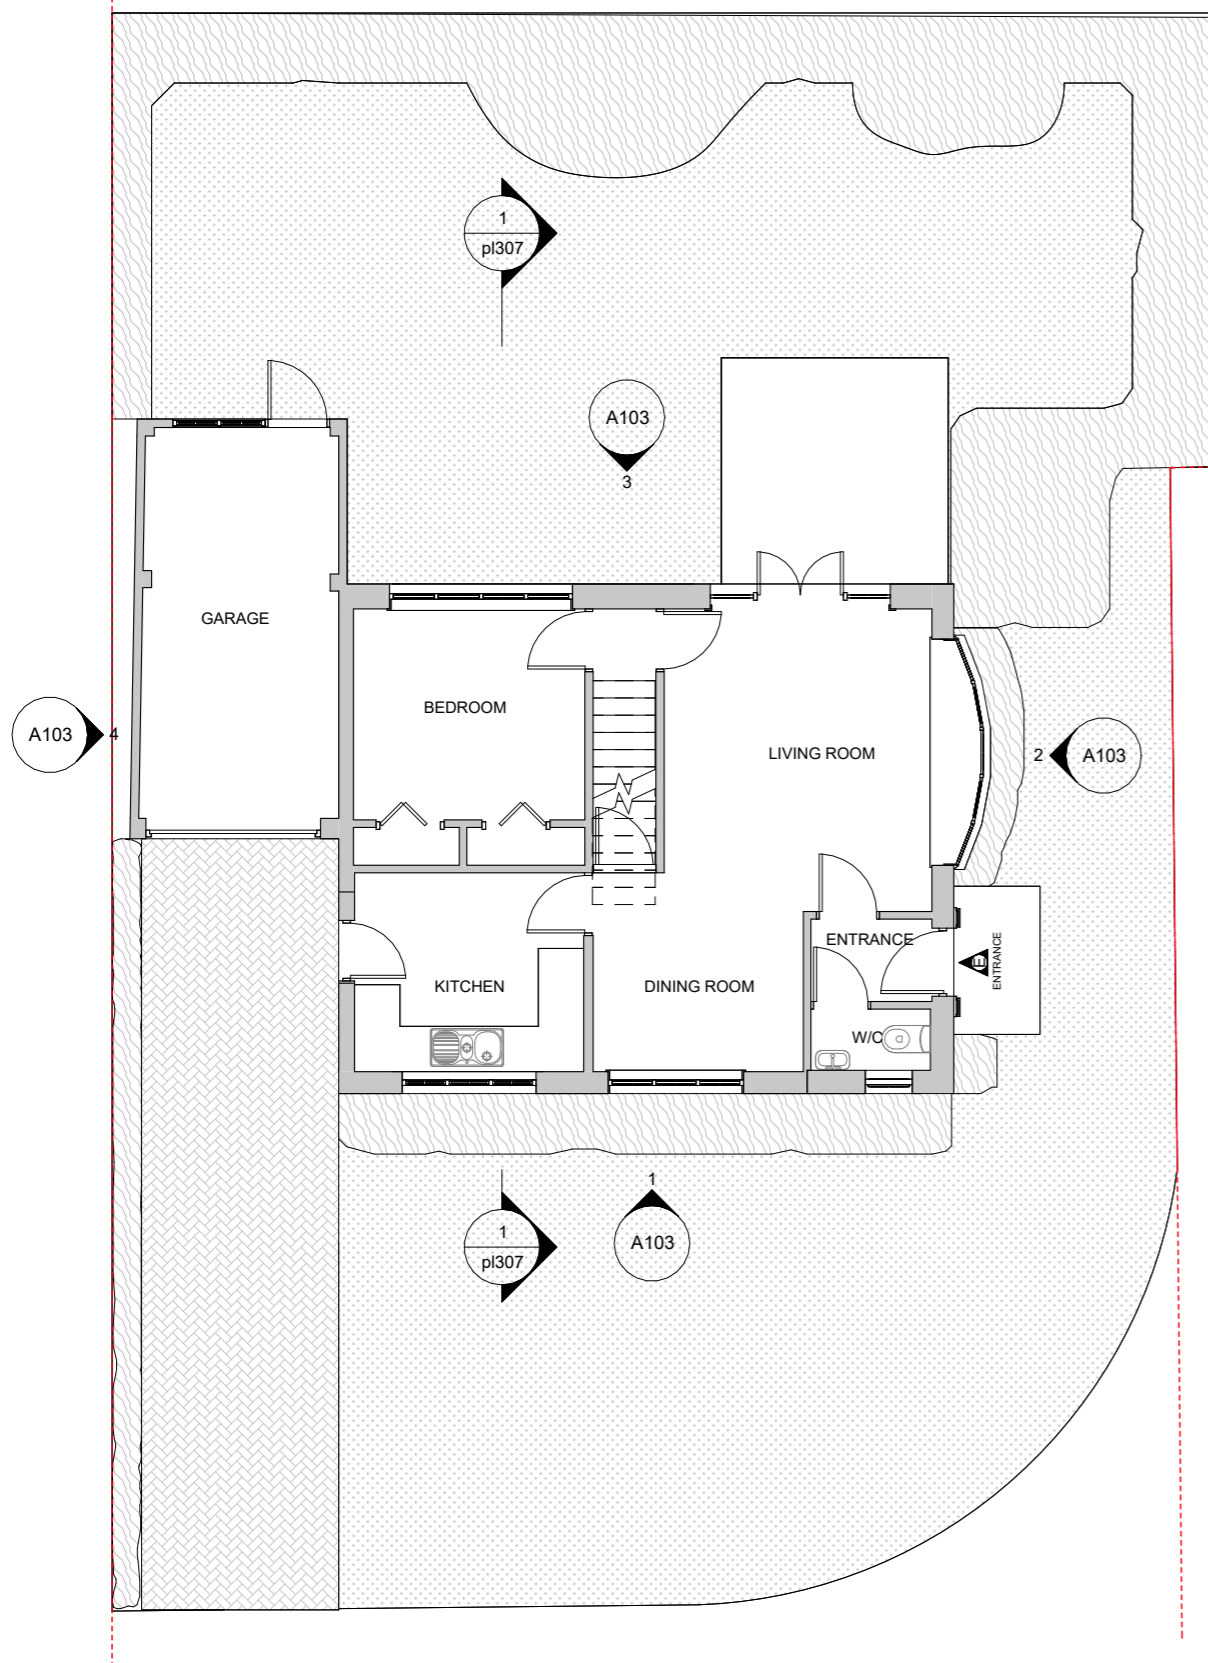 1
pl307
A103
3
GARAGE
BEDROOM
A103
4
LIVING ROOM
2
A103
ENTRANCE
E
ENTRANCE
KITCHEN
DINING ROOM
W/C
1
A103
1
pl307